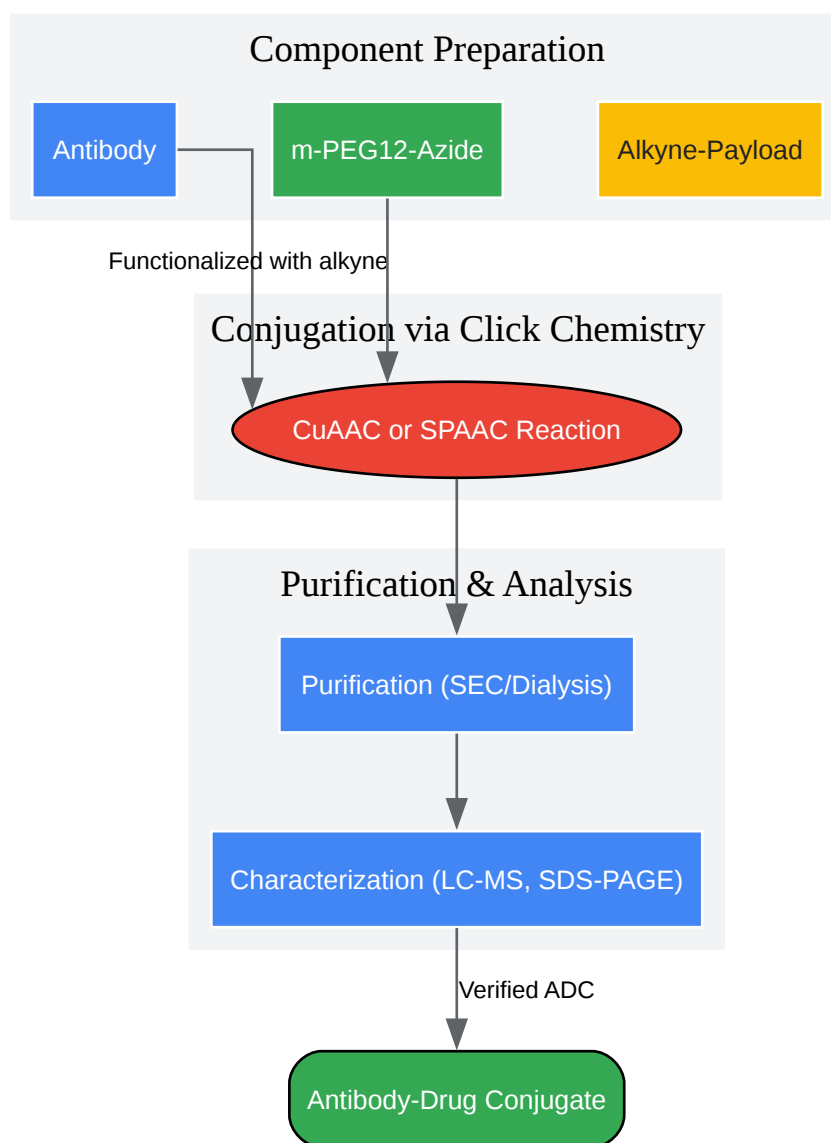 Component Preparation
Antibody
m-PEG12-Azide
Alkyne-Payload
Functionalized with alkyne
Conjugation via Click Chemistry
CuAAC or SPAAC Reaction
Purification & Analysis
Purification (SEC/Dialysis)
Characterization (LC-MS, SDS-PAGE)
Verified ADC
Antibody-Drug Conjugate